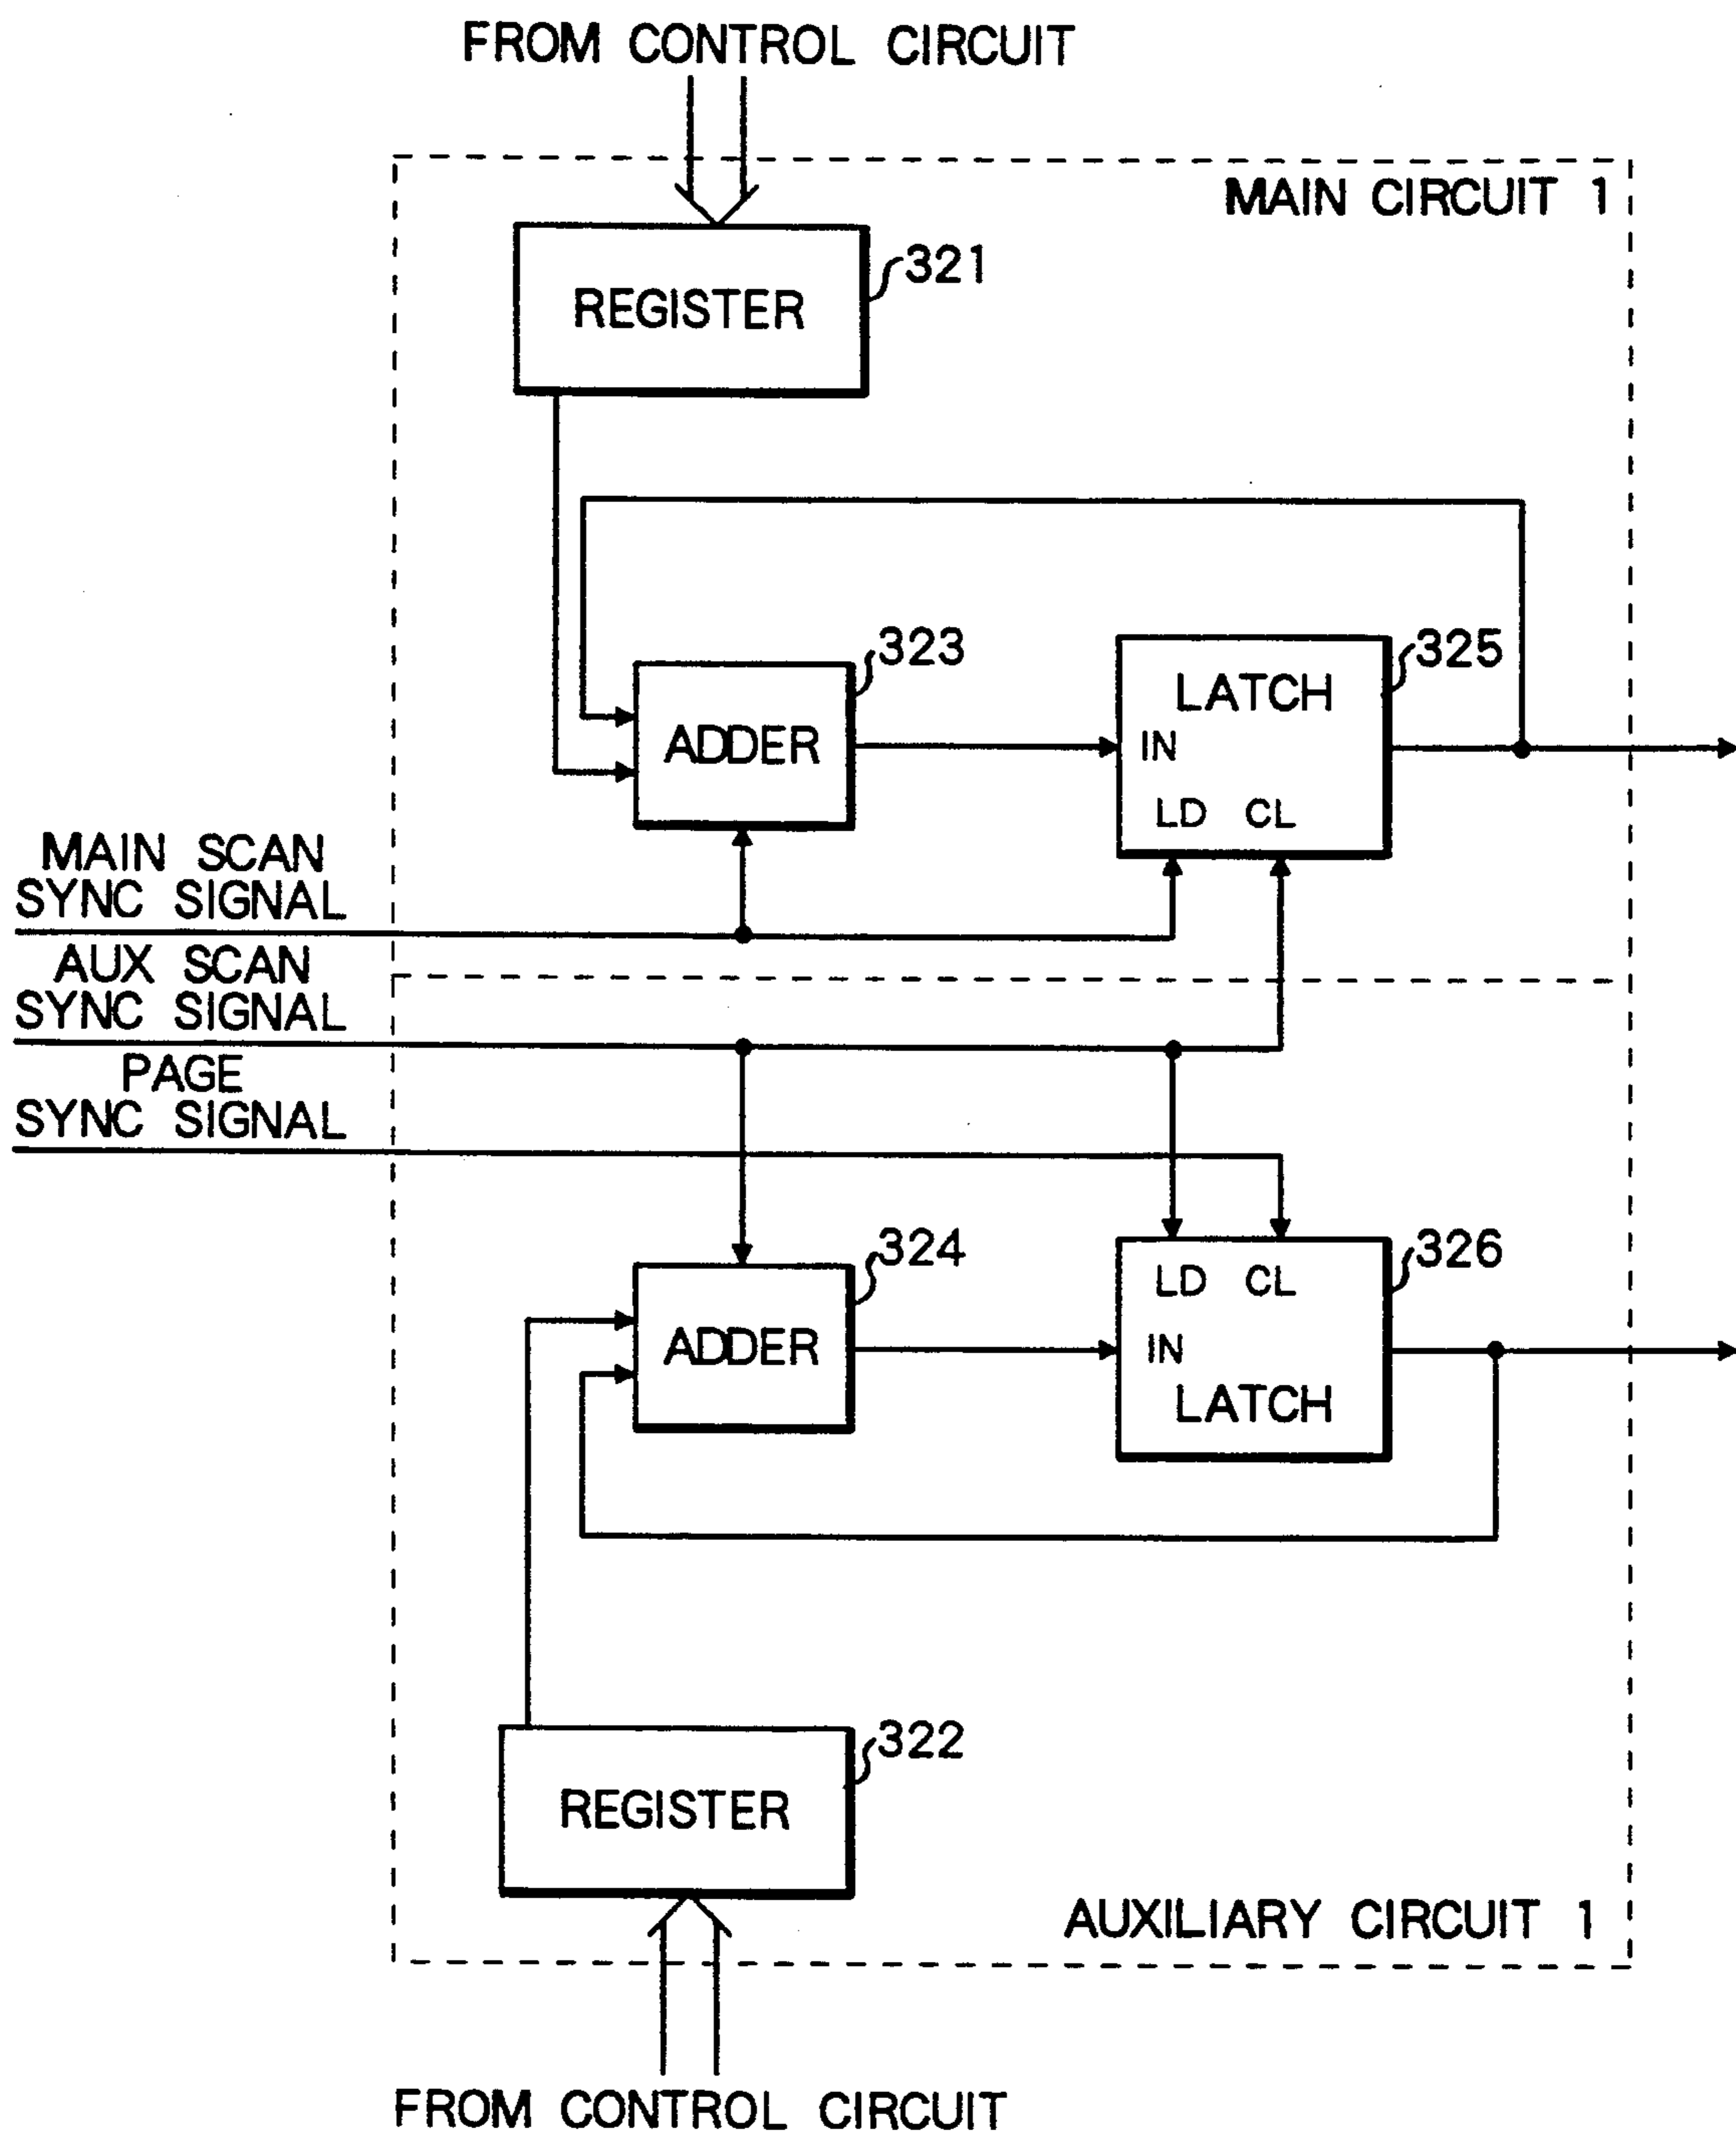 FROM CONTROL CIRCUIT
MAIN CIRCUIT 1
321
REGISTER
323
325
LATCH
ADDER
IN
LD CL
MAIN SCAN
SYNC SIGNAL
AUX SCAN
SYNC SIGNAL
PAGE
SYNC SIGNAL
324
326
LD CL
ADDER
IN
LATCH
322
REGISTER
AUXILIARY CIRCUIT 1
FROM CONTROL CIRCUIT